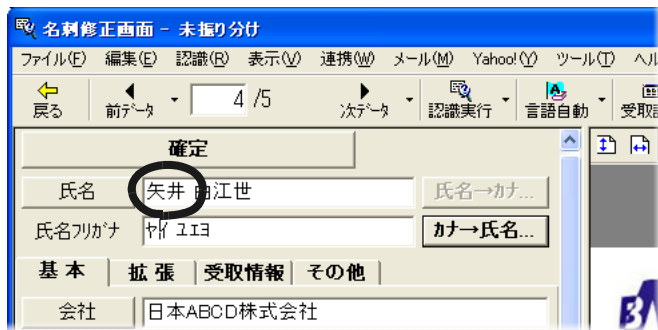 名刺修正画面 - 未振り分け
ファイル(F) 編集(E) 認識(R) 表示(V) 連携(W) メール(M) Yahoo!(Y) ツール(T) ヘル
戻る 前ﾃﾞｰﾀ 4 /5 次ﾃﾞｰﾀ 認識実行 言語自動 受取
確定
氏名 矢井 由江世 氏名→ｶﾅ...
氏名ﾌﾘｶﾞﾅ ﾔｲ ﾕｴﾖ ｶﾅ→氏名...
基本 拡張 受取情報 その他
会社 日本ABCD株式会社